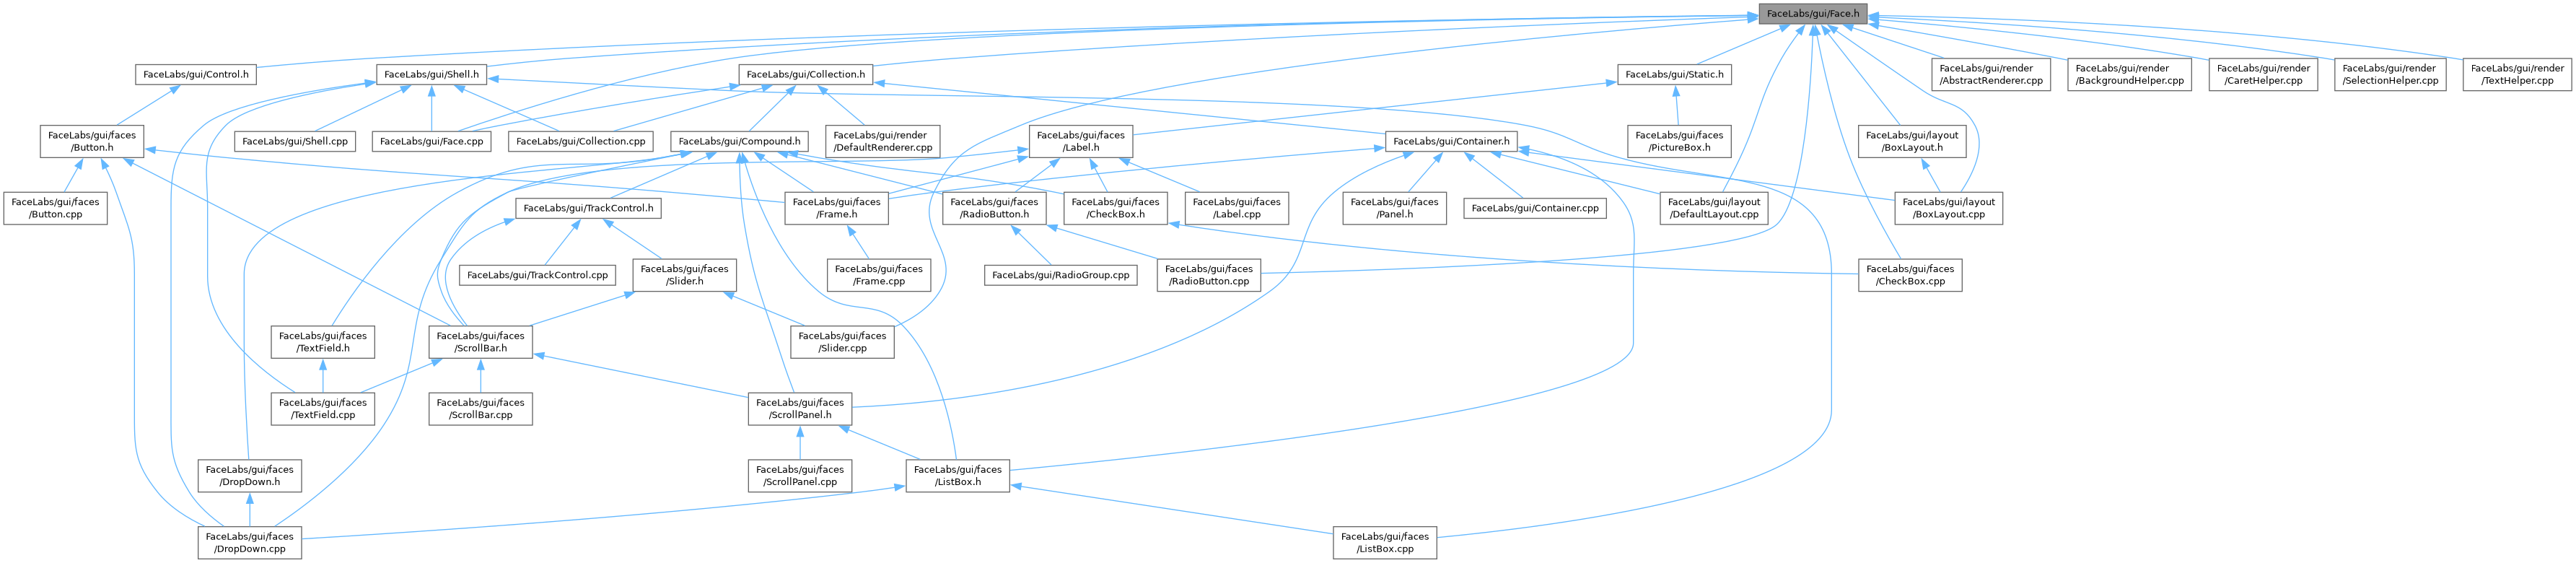 FaceLabs/gui/Face.h
FaceLabs/gui/Control.h
FaceLabs/gui/Shell.h
FaceLabs/gui/Collection.h
FaceLabs/gui/Static.h
FaceLabs/gui/render
/AbstractRenderer.cpp
FaceLabs/gui/render
/BackgroundHelper.cpp
FaceLabs/gui/render
/CaretHelper.cpp
FaceLabs/gui/render
/SelectionHelper.cpp
FaceLabs/gui/render
/TextHelper.cpp
FaceLabs/gui/faces
/Button.h
FaceLabs/gui/Shell.cpp
FaceLabs/gui/Face.cpp
FaceLabs/gui/Collection.cpp
FaceLabs/gui/Compound.h
FaceLabs/gui/render
/DefaultRenderer.cpp
FaceLabs/gui/faces
/Label.h
FaceLabs/gui/Container.h
FaceLabs/gui/faces
/PictureBox.h
FaceLabs/gui/layout
/BoxLayout.h
FaceLabs/gui/faces
/Button.cpp
FaceLabs/gui/TrackControl.h
FaceLabs/gui/faces
/Frame.h
FaceLabs/gui/faces
/RadioButton.h
FaceLabs/gui/faces
/CheckBox.h
FaceLabs/gui/faces
/Label.cpp
FaceLabs/gui/faces
/Panel.h
FaceLabs/gui/Container.cpp
FaceLabs/gui/layout
/DefaultLayout.cpp
FaceLabs/gui/layout
/BoxLayout.cpp
FaceLabs/gui/TrackControl.cpp
FaceLabs/gui/faces
/Slider.h
FaceLabs/gui/faces
/Frame.cpp
FaceLabs/gui/RadioGroup.cpp
FaceLabs/gui/faces
/RadioButton.cpp
FaceLabs/gui/faces
/CheckBox.cpp
FaceLabs/gui/faces
/TextField.h
FaceLabs/gui/faces
/ScrollBar.h
FaceLabs/gui/faces
/Slider.cpp
FaceLabs/gui/faces
/TextField.cpp
FaceLabs/gui/faces
/ScrollBar.cpp
FaceLabs/gui/faces
/ScrollPanel.h
FaceLabs/gui/faces
/DropDown.h
FaceLabs/gui/faces
/ScrollPanel.cpp
FaceLabs/gui/faces
/ListBox.h
FaceLabs/gui/faces
/DropDown.cpp
FaceLabs/gui/faces
/ListBox.cpp